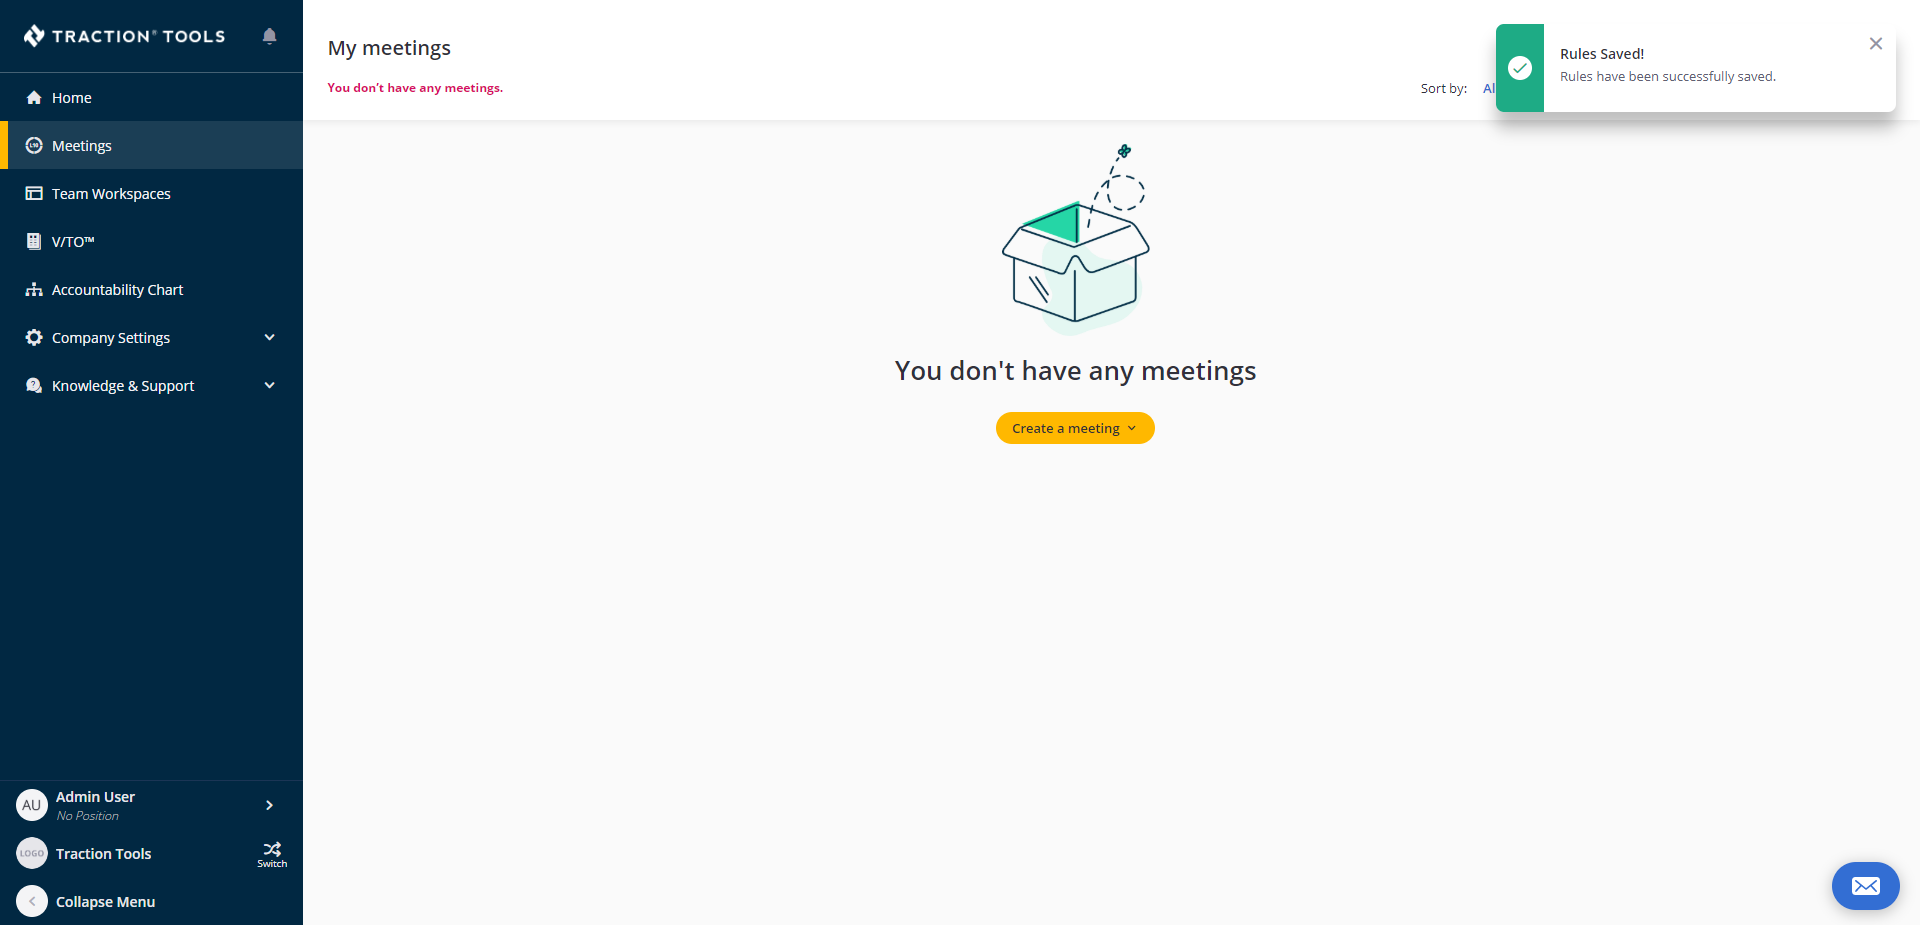 TRACTION® TOOLS
Home
Meetings
Team Workspaces
V/TO™
Accountability Chart
Company Settings
Knowledge & Support
AU
Admin User
No Position
LOGO
Traction Tools
Switch
Collapse Menu
My meetings
You don't have any meetings.
Sort by:
Rules Saved!
Rules have been successfully saved.
You don't have any meetings
Create a meeting